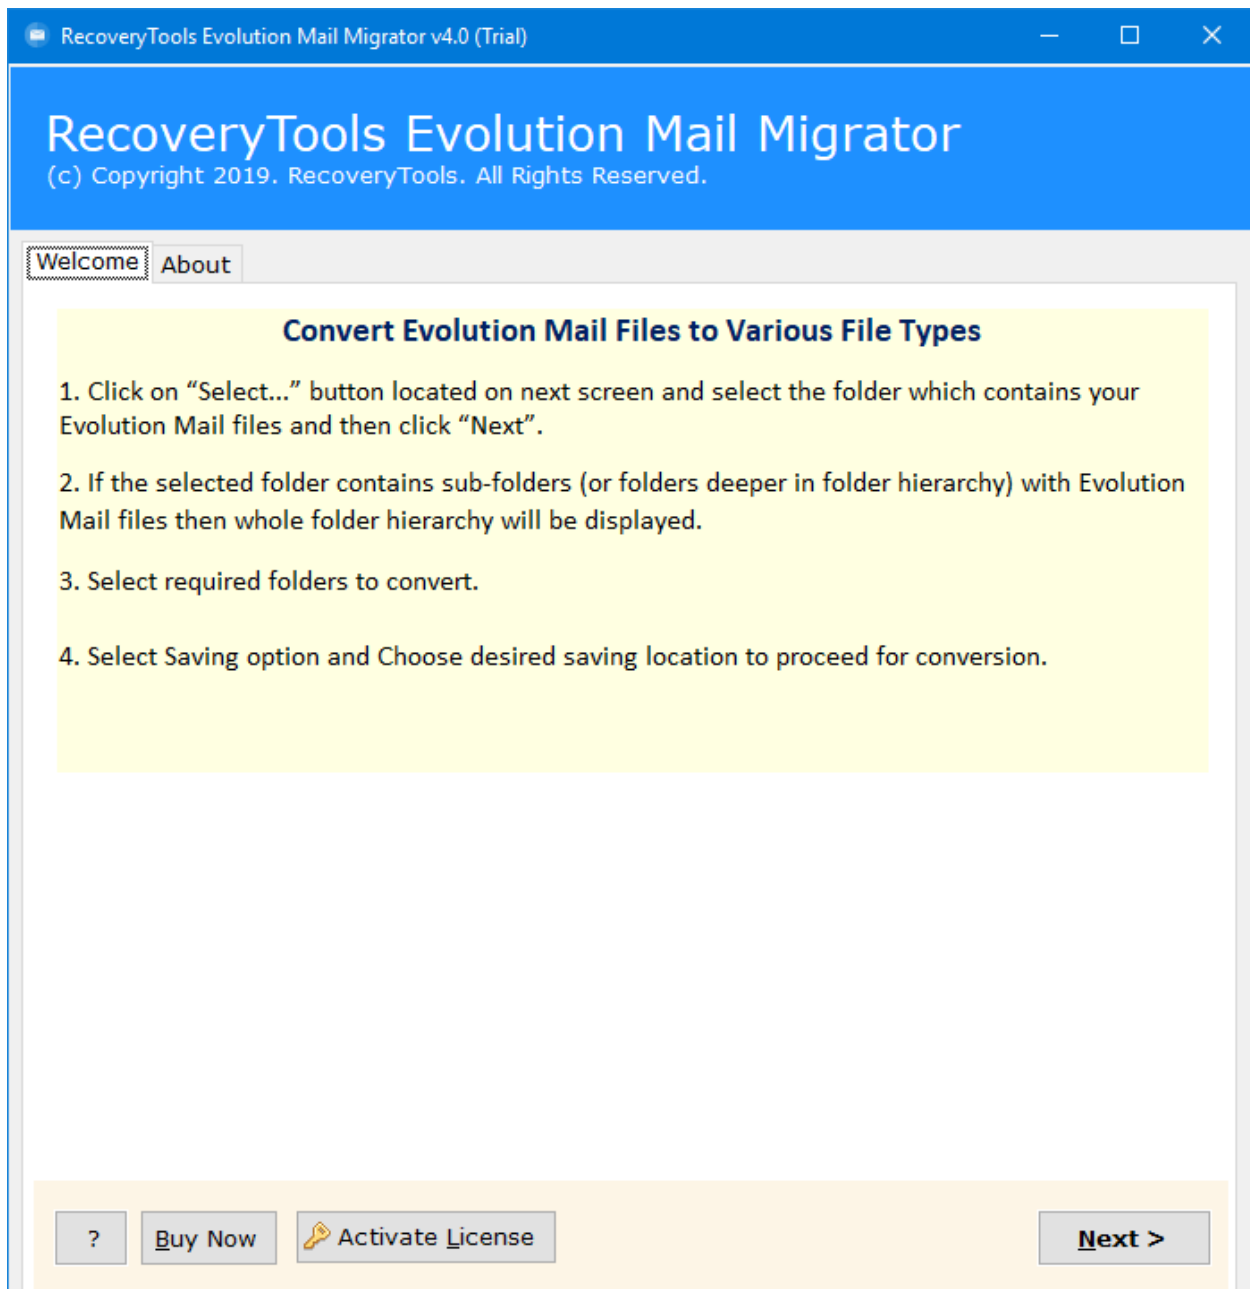 RecoveryTools Evolution Mail Migrator v4.0 (Trial)
RecoveryTools Evolution Mail Migrator
(c) Copyright 2019. RecoveryTools. All Rights Reserved.
Welcome About
Convert Evolution Mail Files to Various File Types
1. Click on “Select...” button located on next screen and select the folder which contains your
Evolution Mail files and then click “Next”.
2. If the selected folder contains sub-folders (or folders deeper in folder hierarchy) with Evolution
Mail files then whole folder hierarchy will be displayed.
3. Select required folders to convert.
4. Select Saving option and Choose desired saving location to proceed for conversion.
? Buy Now Activate License Next >